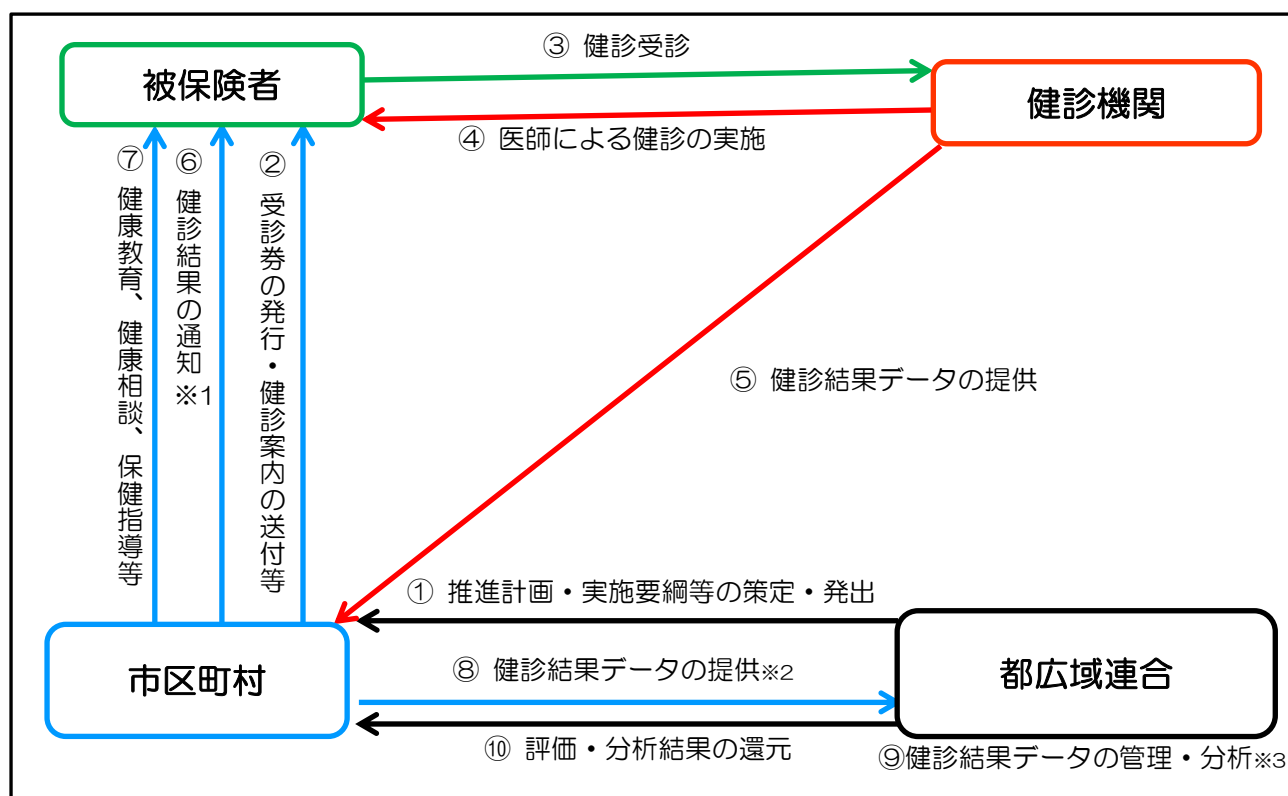 ③ 健診受診
被保険者
健診機関
④ 医師による健診の実施
⑦ 健康教育、健康相談、保健指導等
⑥ 健診結果の通知※1
② 受診券の発行・健診案内の送付等
⑤ 健診結果データの提供
① 推進計画・実施要綱等の策定・発出
市区町村
⑧ 健診結果データの提供※2
都広域連合
⑩ 評価・分析結果の還元
⑨健診結果データの管理・分析※3